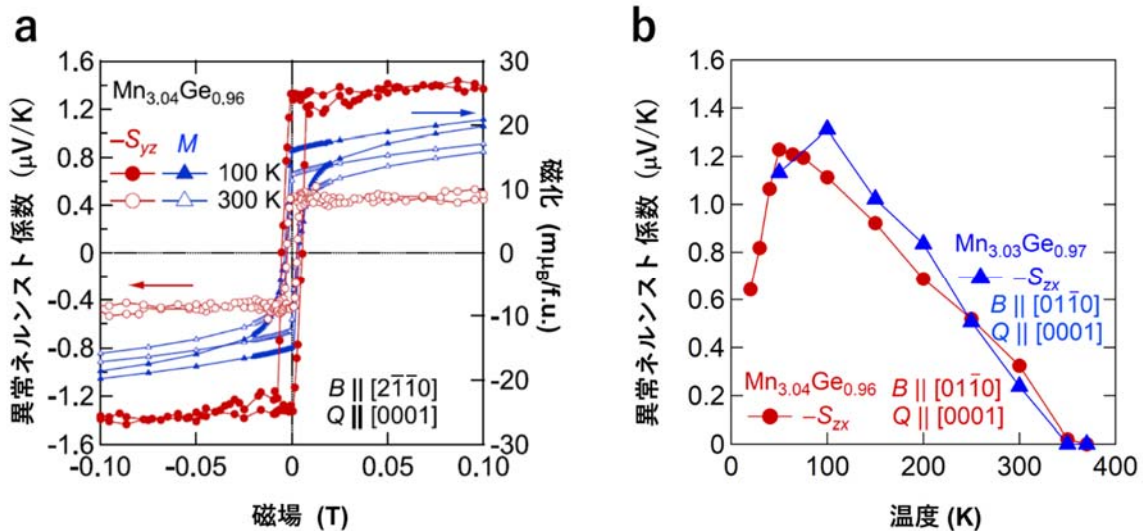 a
異常ネルンスト係数 (μV/K)
1.6
1.2
0.8
0.4
0
-0.4
-0.8
-1.2
-1.6
Mn3.04Ge0.96
–Syz M
100 K
300 K
B || [2̄1̄1̄0]
Q || [0001]
30
20
10
0
-10
-20
-30
磁化 (mμB/f.u.)
-0.10 -0.05 0 0.05 0.10
磁場 (T)
b
異常ネルンスト係数 (μV/K)
1.6
1.4
1.2
1.0
0.8
0.6
0.4
0.2
0
Mn3.03Ge0.97
–Szx
B || [011̄0]
Q || [0001]
Mn3.04Ge0.96 B || [011̄0]
–Szx Q || [0001]
0 100 200 300 400
温度 (K)